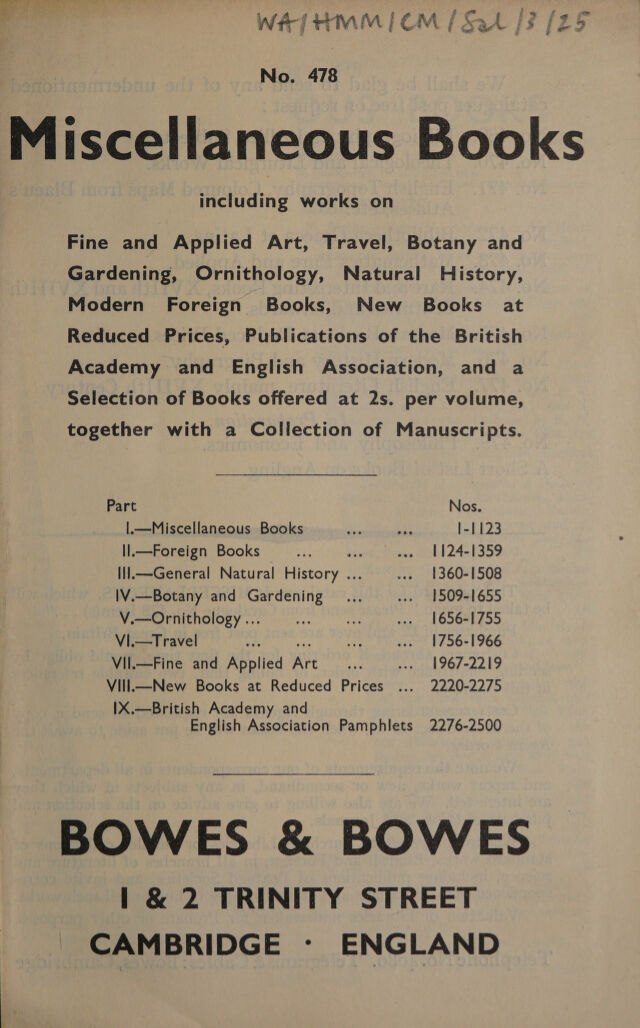 WA/HMM/CM/Sal/3/25
No. 478
Miscellaneous Books
including works on
Fine and Applied Art, Travel, Botany and
Gardening, Ornithology, Natural History,
Modern Foreign Books, New Books at
Reduced Prices, Publications of the British
Academy and English Association, and a
Selection of Books offered at 2s. per volume,
together with a Collection of Manuscripts.
Part Nos.
I.—Miscellaneous Books ... ... 1-1123
II.—Foreign Books ... ... ... 1124-1359
III.—General Natural History ... ... 1360-1508
IV.—Botany and Gardening ... ... 1509-1655
V.—Ornithology ... ... ... ... 1656-1755
VI.—Travel ... ... ... ... 1756-1966
VII.—Fine and Applied Art ... ... 1967-2219
VIII.—New Books at Reduced Prices ... 2220-2275
IX.—British Academy and
English Association Pamphlets 2276-2500
BOWES & BOWES
1 & 2 TRINITY STREET
CAMBRIDGE · ENGLAND